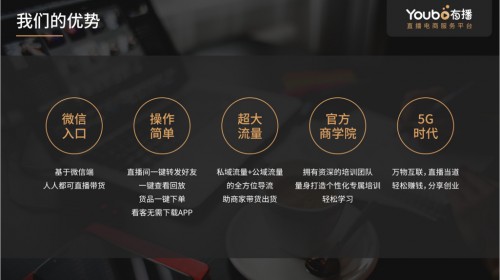 我们的优势
Youbo有播
直播电商服务平台
微信
入口
基于微信端
人人都可直播带货
操作
简单
直播间一键转发好友
一键查看回放
货品一键下单
看客无需下载APP
超大
流量
私域流量+公域流量
的全方位导流
助商家带货出货
官方
商学院
拥有资深的培训团队
量身打造个性化专属培训
轻松学习
5G
时代
万物互联，直播当道
轻松赚钱，分享创业